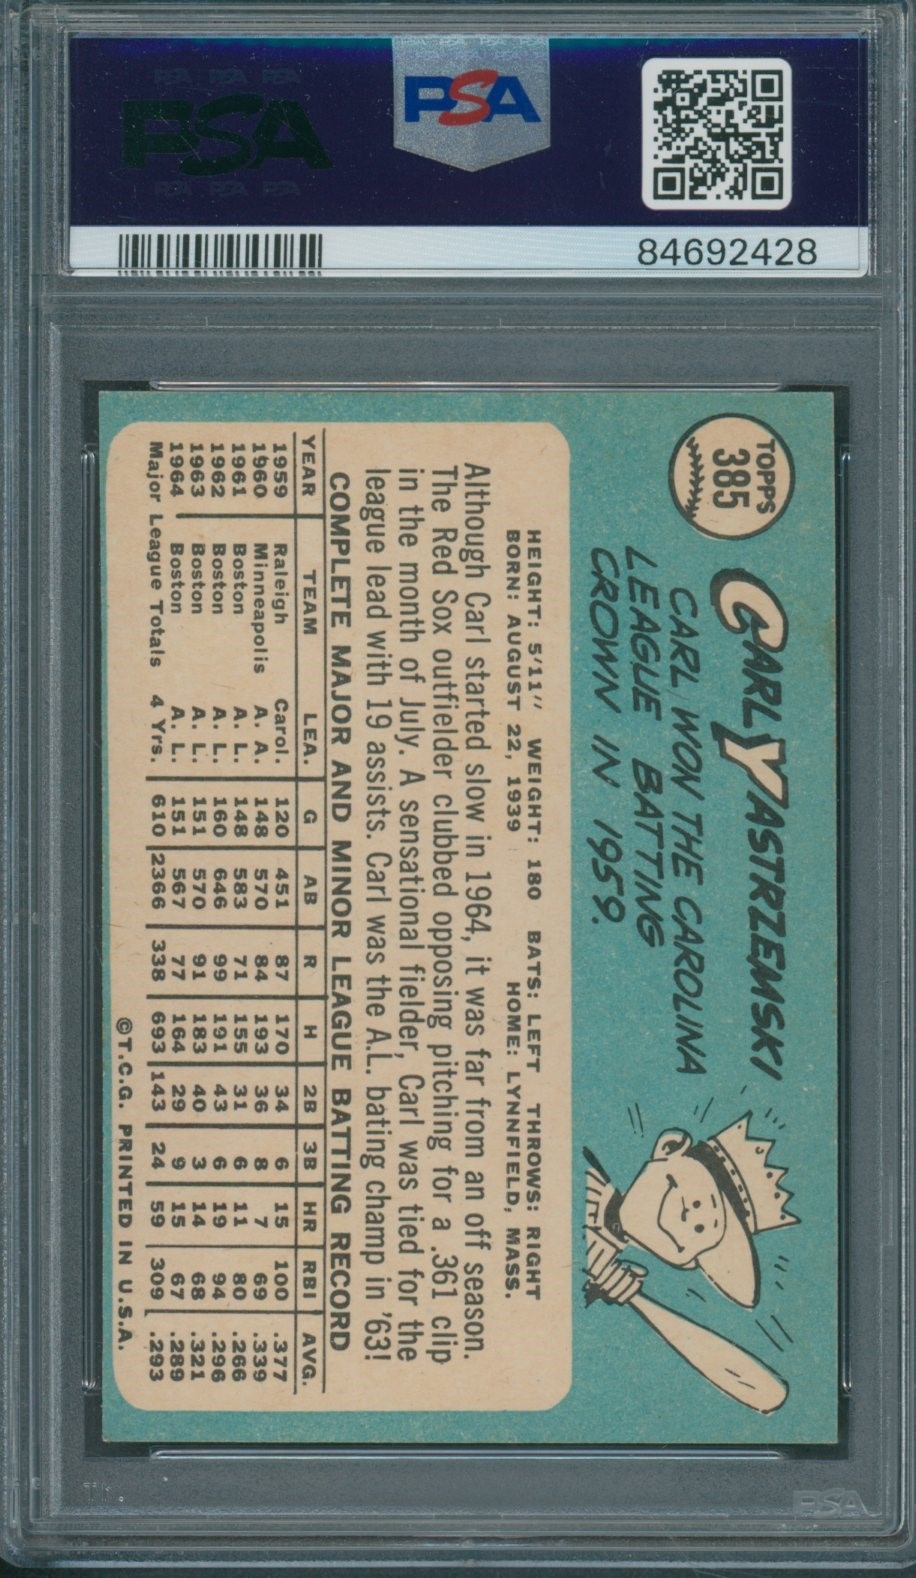 PSA PSA PSA
PSA
PSA PSA PSA
PSA
84692428
TOPPS
385
CARL YASTRZEMSKI
CARL WON THE CAROLINA
LEAGUE BATTING
CROWN IN 1959.
HEIGHT: 5'11" WEIGHT: 180 BATS: LEFT THROWS: RIGHT
BORN: AUGUST 22, 1939 HOME: LYNNFIELD, MASS.
Although Carl started slow in 1964, it was far from an off season.
The Red Sox outfielder clubbed opposing pitching for a .361 clip
in the month of July. A sensational fielder, Carl was tied for the
league lead with 19 assists. Carl was the A.L. bating champ in '63!
COMPLETE MAJOR AND MINOR LEAGUE BATTING RECORD
YEAR TEAM LEA. G AB R H 2B 3B HR RBI AVG.
1959 Raleigh Carol. 120 451 87 170 34 6 15 100 .377
1960 Minneapolis A. A. 148 570 84 193 36 8 7 69 .339
1961 Boston A. L. 148 583 71 155 31 6 11 80 .266
1962 Boston A. L. 160 646 99 191 43 6 19 94 .296
1963 Boston A. L. 151 570 91 183 40 3 14 68 .321
1964 Boston A. L. 151 567 77 164 29 9 15 67 .289
Major League Totals 4 Yrs. 610 2366 338 693 143 24 59 309 .293
©T.C.G. PRINTED IN U.S.A.
PSA